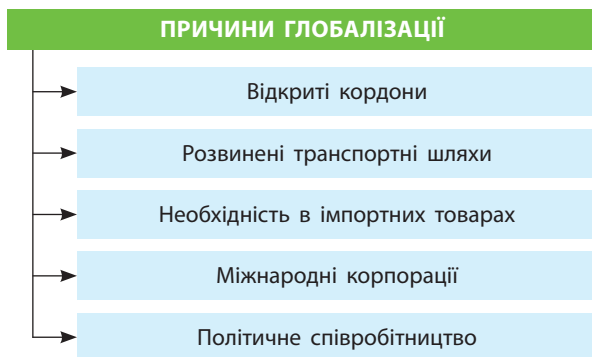 ПРИЧИНИ ГЛОБАЛІЗАЦІЇ
Відкриті кордони
Розвинені транспортні шляхи
Необхідність в імпортних товарах
Міжнародні корпорації
Політичне співробітництво